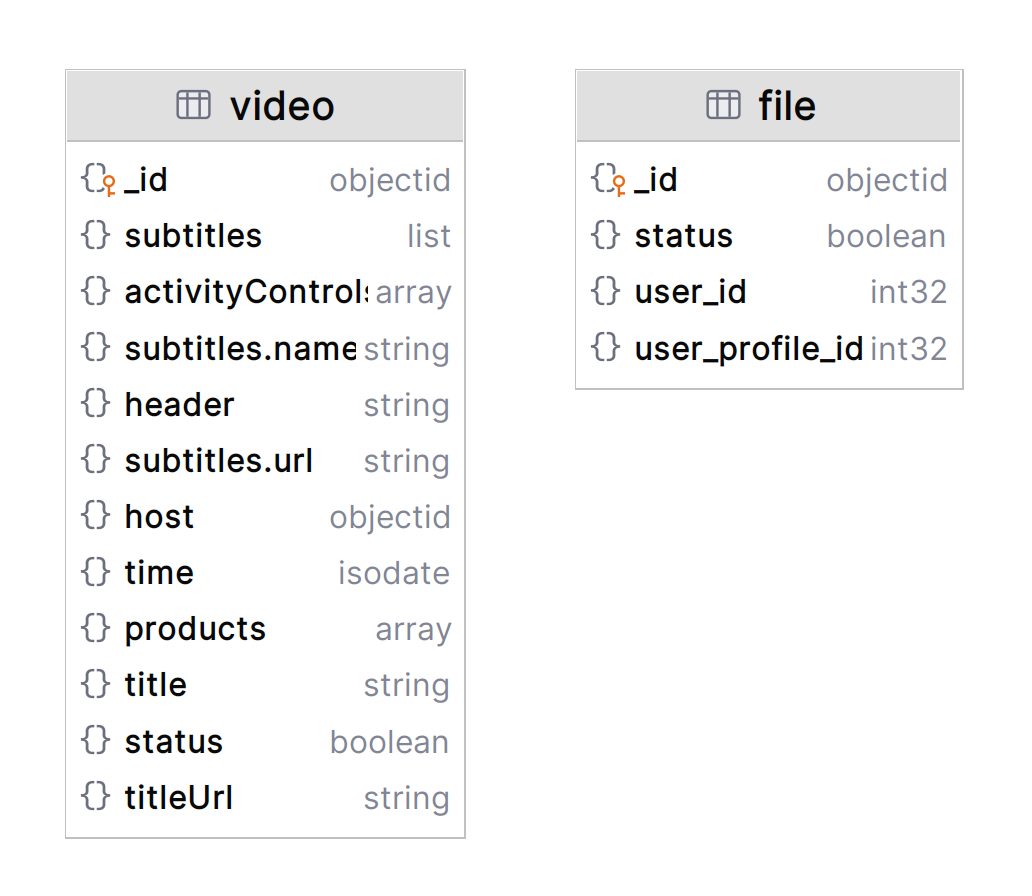 video
_id objectid
subtitles list
activityControls array
subtitles.name string
header string
subtitles.url string
host objectid
time isodate
products array
title string
status boolean
titleUrl string
file
_id objectid
status boolean
user_id int32
user_profile_id int32